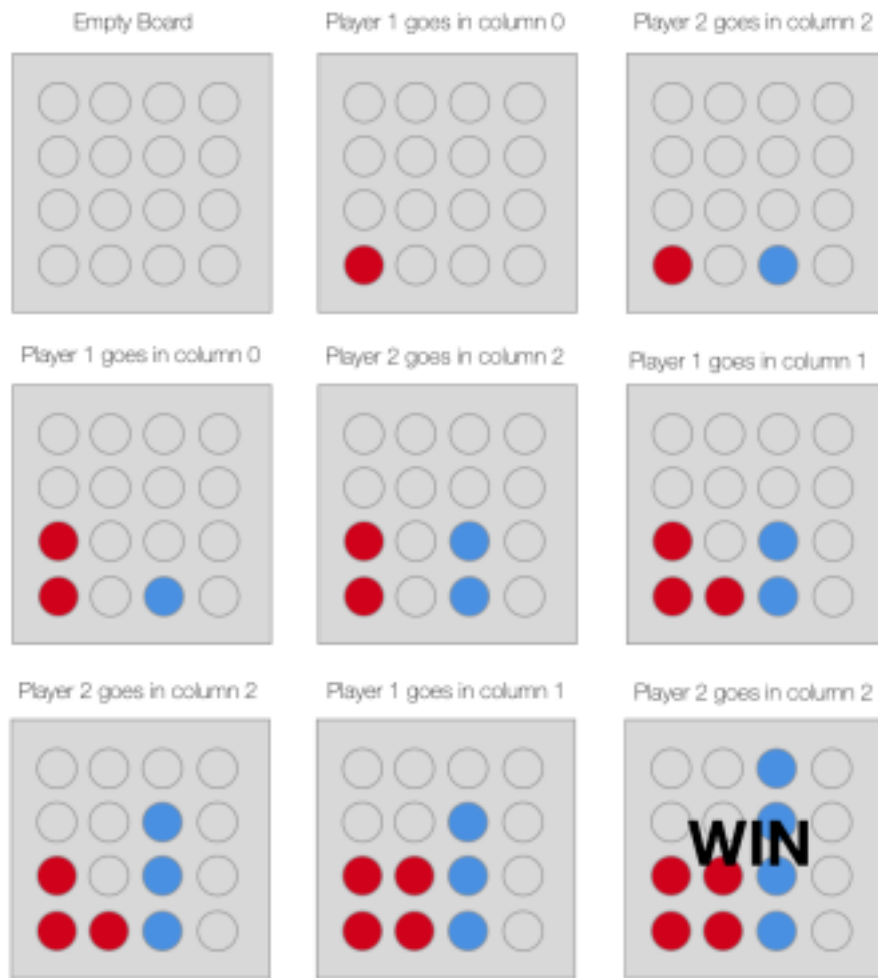 Empty Board
Player 1 goes in column 0
Player 2 goes in column 2
Player 1 goes in column 0
Player 2 goes in column 2
Player 1 goes in column 1
Player 2 goes in column 2
Player 1 goes in column 1
Player 2 goes in column 2
WIN